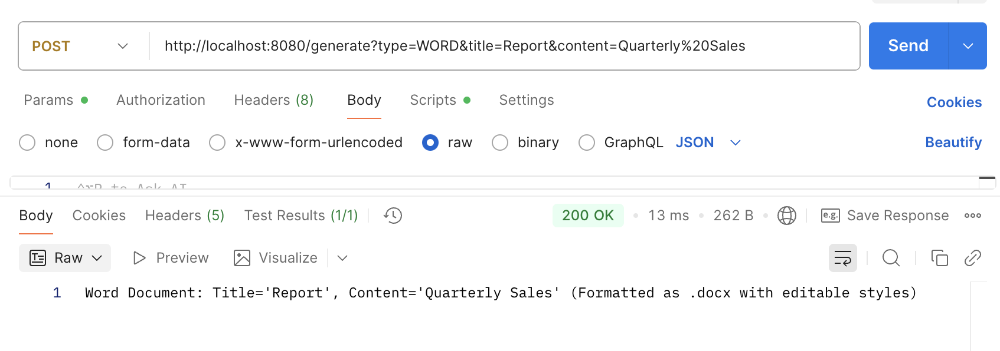 POST http://localhost:8080/generate?type=WORD&title=Report&content=Quarterly%20Sales Send
Params Authorization Headers (8) Body Scripts Settings Cookies
none form-data x-www-form-urlencoded raw binary GraphQL JSON Beautify
1 to Ask AI
Body Cookies Headers (5) Test Results (1/1) 200 OK 13 ms 262 B e.g. Save Response
Raw Preview Visualize
1 Word Document: Title='Report', Content='Quarterly Sales' (Formatted as .docx with editable styles)